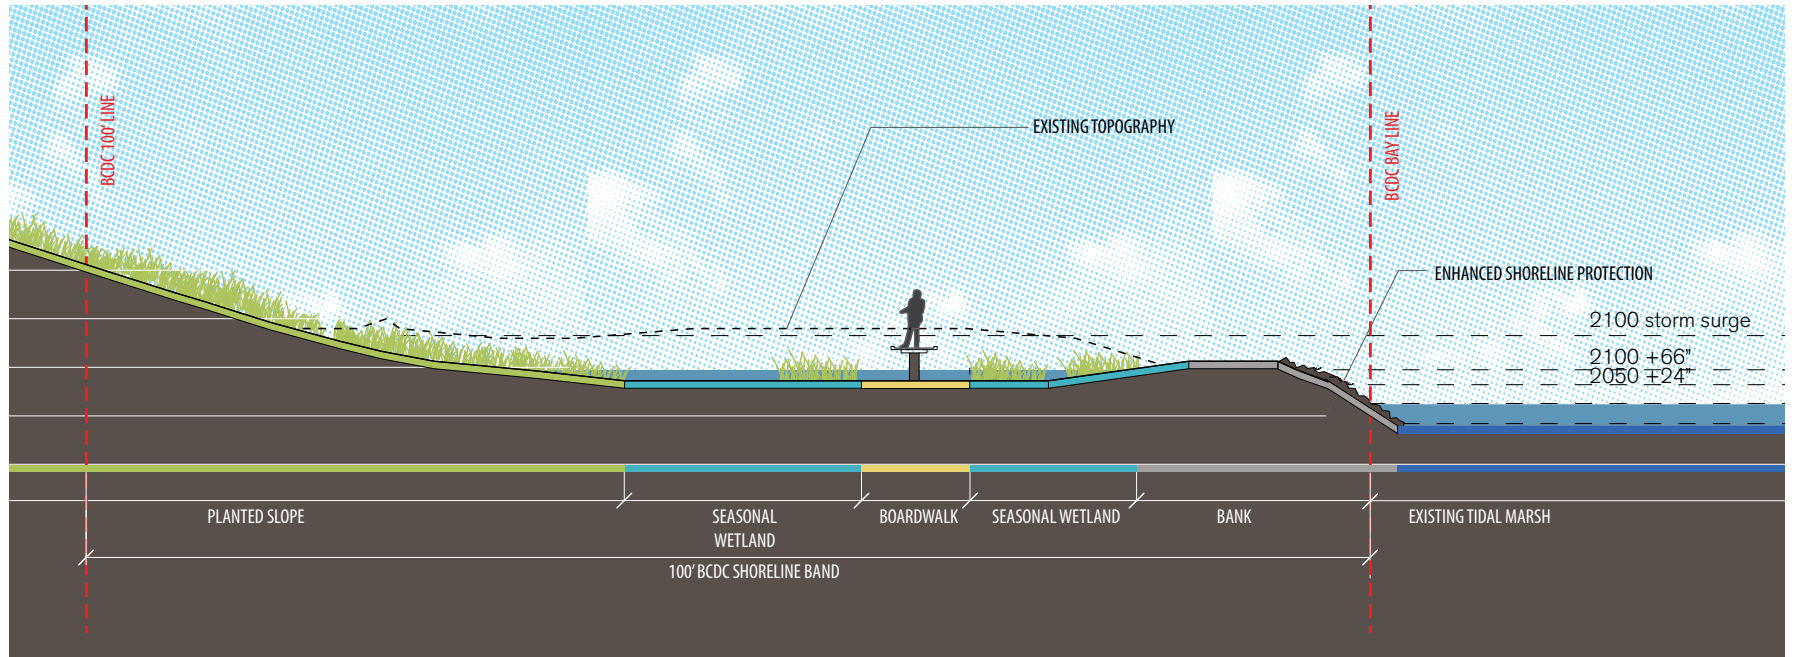 BCDC 100' LINE
EXISTING TOPOGRAPHY
BCDC BAY LINE
ENHANCED SHORELINE PROTECTION
2100 storm surge
2100 +66"
2050 +24"
PLANTED SLOPE
SEASONAL
WETLAND
BOARDWALK
SEASONAL WETLAND
BANK
EXISTING TIDAL MARSH
100' BCDC SHORELINE BAND